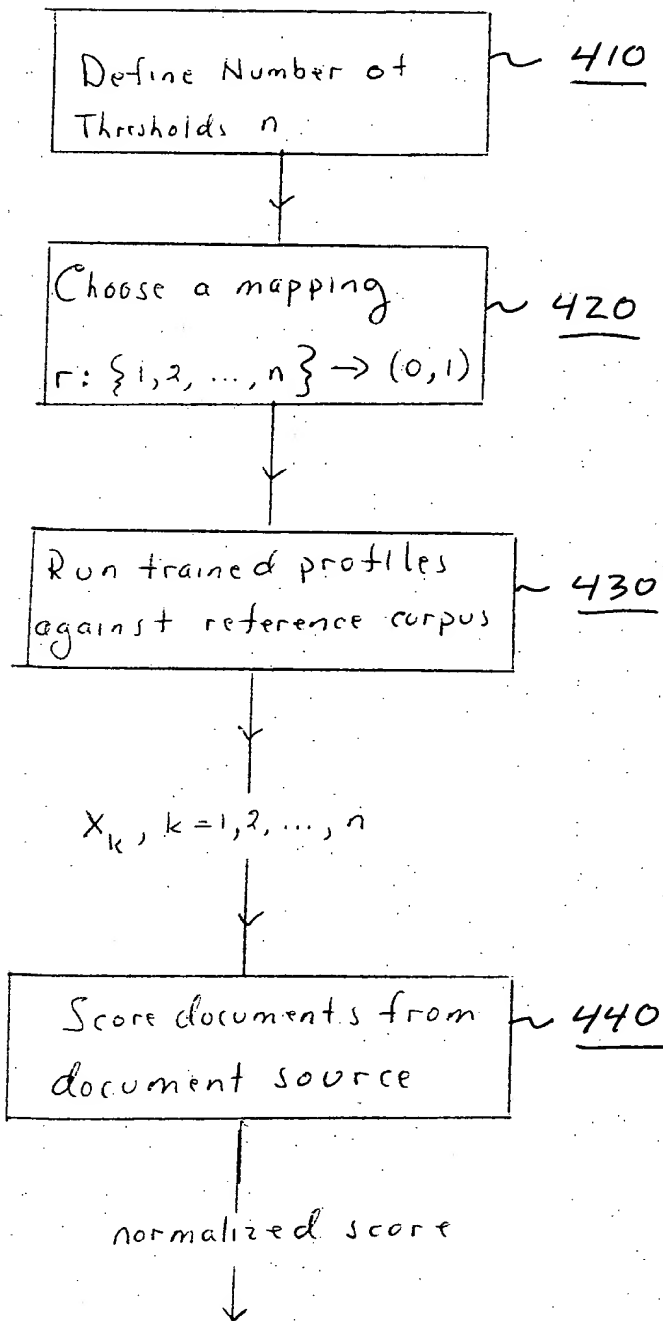 Define Number of
Thresholds n
410
Choose a mapping
r: {1,2, ..., n} → (0,1)
420
Run trained profiles
against reference corpus
430
X_k, k=1,2, ..., n
Score documents from
document source
440
normalized score